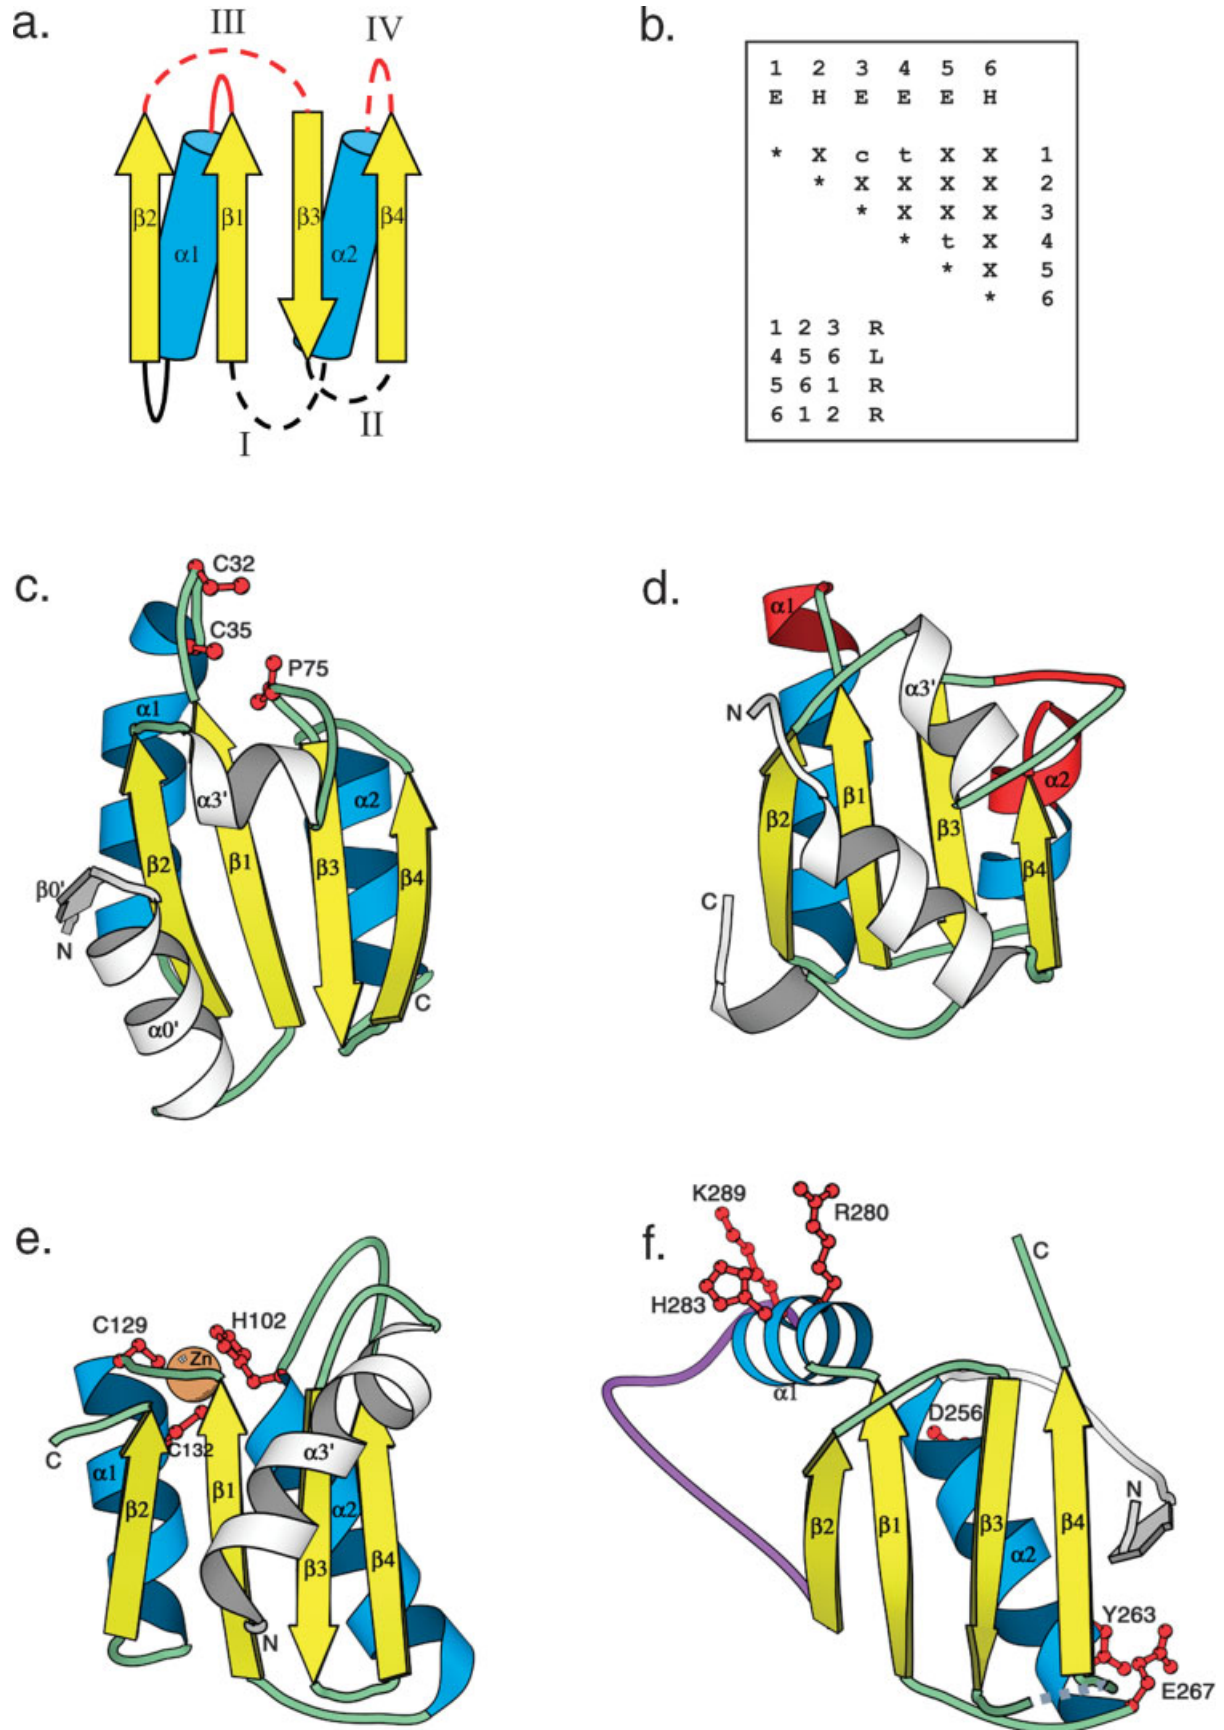 a.
III
IV
β2
α1
β1
β3
α2
β4
I
II
b.
1 2 3 4 5 6
E H E E E H
* X c t X X 1
* X X X X 2
* X X X 3
* t X 4
* X 5
* 6
1 2 3 R
4 5 6 L
5 6 1 R
6 1 2 R
c.
C32
C35
P75
α1
α3'
α2
β2
β1
β3
β4
β0'
N
α0'
C
d.
α1
α3'
N
α2
β1
β2
β3
β4
C
e.
C129
H102
Zn
C
C132
α1
α3'
β2
β1
α2
β3
β4
N
f.
K289
R280
H283
C
α1
D256
N
β2
β1
β3
β4
α2
Y263
E267